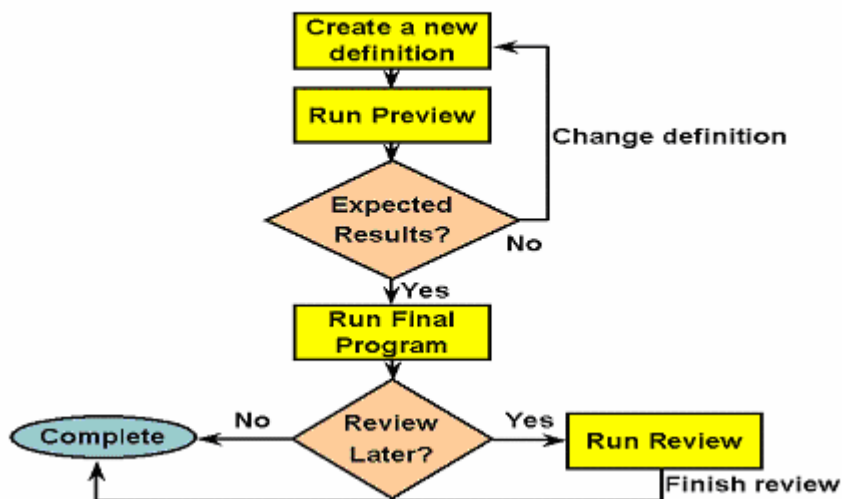 Create a new
definition
Run Preview
Change definition
Expected
Results?
No
Yes
Run Final
Program
No
Yes
Complete
Review
Later?
Run Review
Finish review